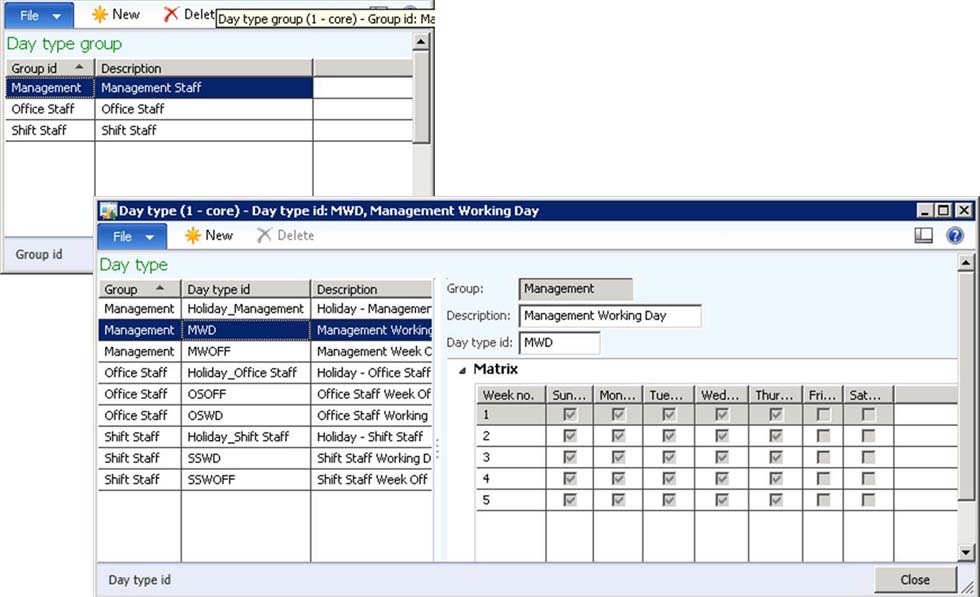 File New Delet
Day type group (1 - core) - Group id: Ma
Day type group
Group id Description
Management Management Staff
Office Staff Office Staff
Shift Staff Shift Staff
Group id
Day type (1 - core) - Day type id: MWD, Management Working Day
File New Delete
Day type
Group Day type id Description
Management Holiday_Management Holiday - Managemer
Management MWD Management Working
Management MWOFF Management Week O
Office Staff Holiday_Office Staff Holiday - Office Staff
Office Staff OSOFF Office Staff Week Of
Office Staff OSWD Office Staff Working
Shift Staff Holiday_Shift Staff Holiday - Shift Staff
Shift Staff SSWD Shift Staff Working D
Shift Staff SSWOFF Shift Staff Week Off
Group: Management
Description: Management Working Day
Day type id: MWD
Matrix
Week no. Sun... Mon... Tue... Wed... Thur... Fri... Sat...
1
2
3
4
5
Day type id
Close